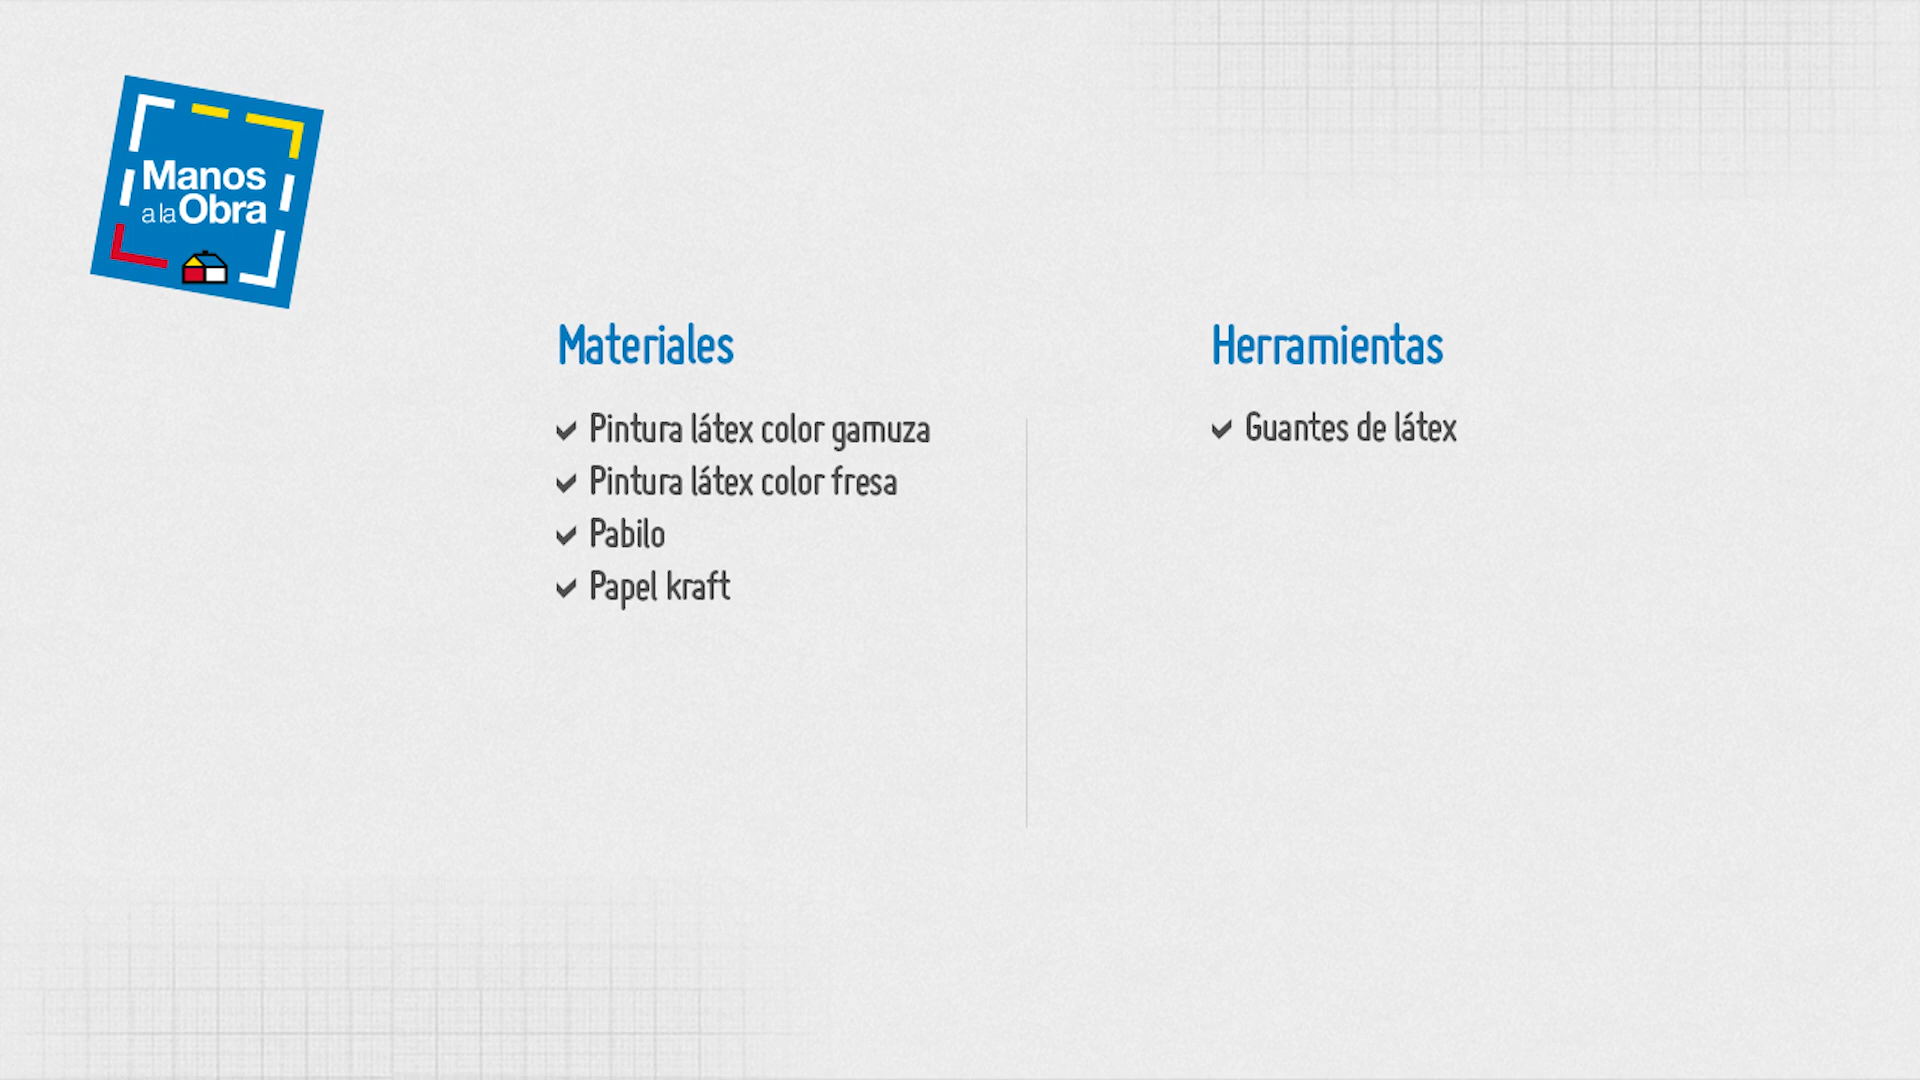 Manos
a la Obra
Materiales
Pintura látex color gamuza
Pintura látex color fresa
Pabilo
Papel kraft
Herramientas
Guantes de látex